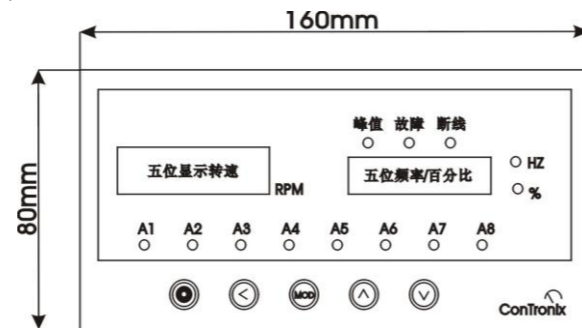 160mm
80mm
峰值 故障 断线
五位显示转速
RPM
五位频率/百分比
HZ
%
A1 A2 A3 A4 A5 A6 A7 A8
< MOD ∧ ∨
ConTronix